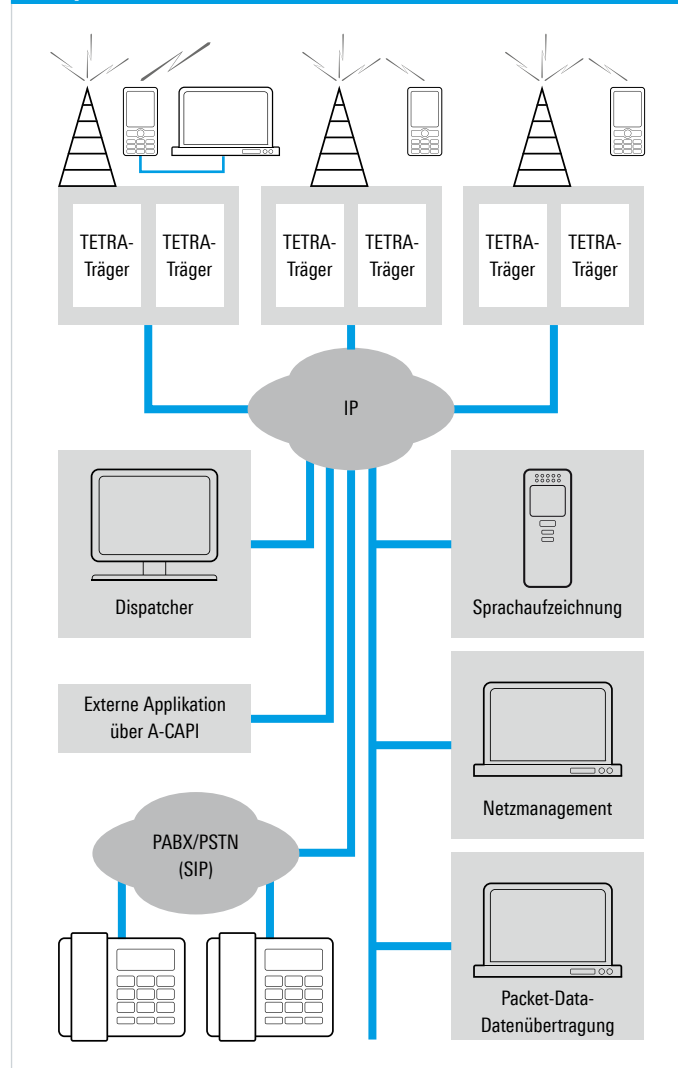 TETRA-
Träger
TETRA-
Träger
TETRA-
Träger
TETRA-
Träger
TETRA-
Träger
TETRA-
Träger
IP
Dispatcher
Sprachaufzeichnung
Externe Applikation
über A-CAPI
Netzmanagement
PABX/PSTN
(SIP)
Packet-Data-
Datenübertragung